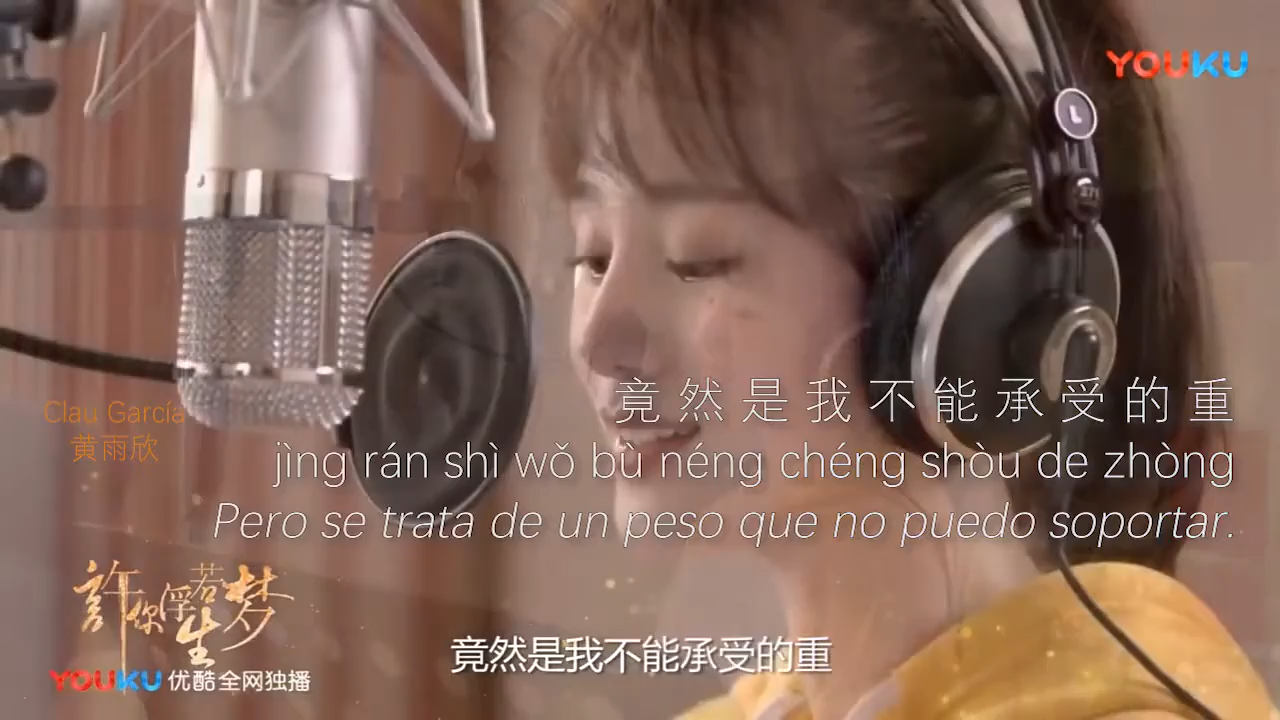 YOUKU
L
竟然是我不能承受的重
Clau García
黄雨欣
jìng rán shì wǒ bù néng chéng shòu de zhòng
Pero se trata de un peso que no puedo soportar.
許你浮若生梦
竟然是我不能承受的重
YOUKU 优酷全网独播